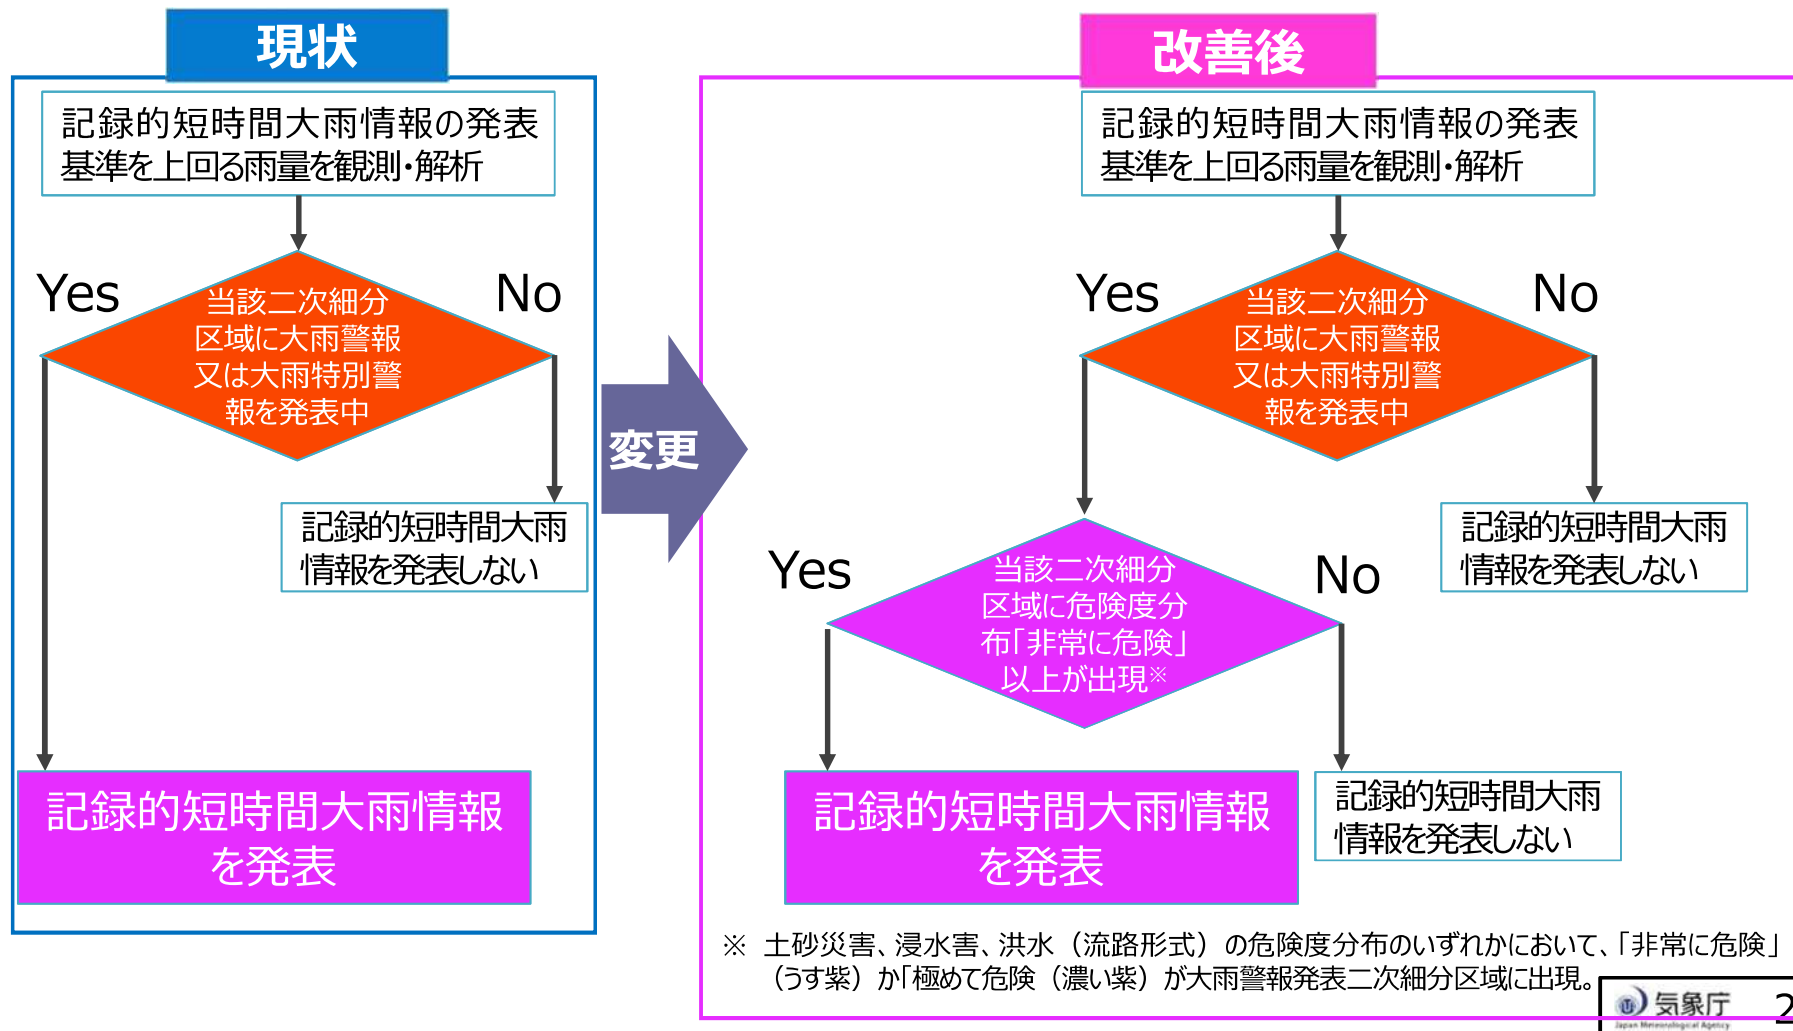 現状
記録的短時間大雨情報の発表
基準を上回る雨量を観測・解析
Yes
No
当該二次細分
区域に大雨警報
又は大雨特別警
報を発表中
記録的短時間大雨
情報を発表しない
記録的短時間大雨情報
を発表
変更
改善後
記録的短時間大雨情報の発表
基準を上回る雨量を観測・解析
Yes
No
当該二次細分
区域に大雨警報
又は大雨特別警
報を発表中
記録的短時間大雨
情報を発表しない
Yes
No
当該二次細分
区域に危険度分
布「非常に危険」
以上が出現※
記録的短時間大雨情報
を発表
記録的短時間大雨
情報を発表しない
※ 土砂災害、浸水害、洪水（流路形式）の危険度分布のいずれかにおいて、「非常に危険」
（うす紫）か「極めて危険（濃い紫）が大雨警報発表二次細分区域に出現。
気象庁
Japan Meteorological Agency
2